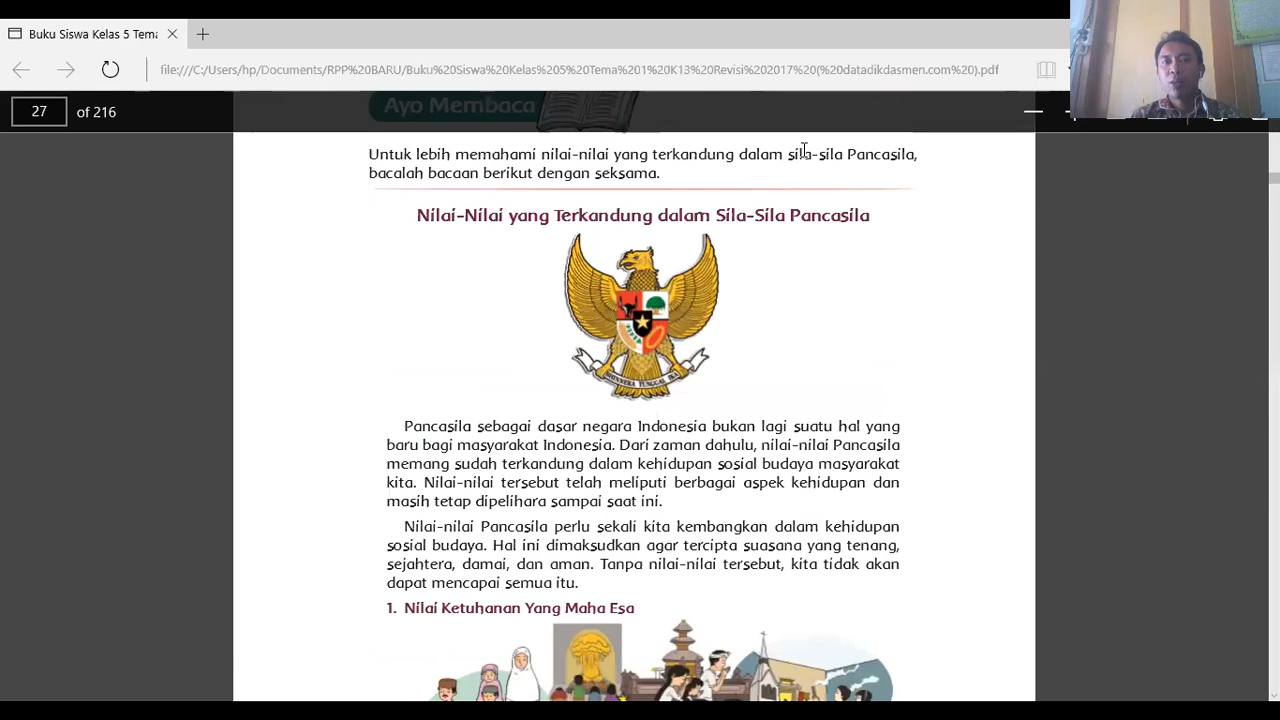 Buku Siswa Kelas 5 Tema
file:///C:/Users/hp/Documents/RPP%20BARU/Buku%20Siswa%20Kelas%205%20Tema%201%20K13%20Revisi%202017%20(%20datadikdasmen.com%20).pdf
27 of 216
Ayo Membaca
Untuk lebih memahami nilai-nilai yang terkandung dalam sila-sila Pancasila,
bacalah bacaan berikut dengan seksama.
Nilai-Nilai yang Terkandung dalam Sila-Sila Pancasila
BHINNEKA TUNGGAL IKA
Pancasila sebagai dasar negara Indonesia bukan lagi suatu hal yang
baru bagi masyarakat Indonesia. Dari zaman dahulu, nilai-nilai Pancasila
memang sudah terkandung dalam kehidupan sosial budaya masyarakat
kita. Nilai-nilai tersebut telah meliputi berbagai aspek kehidupan dan
masih tetap dipelihara sampai saat ini.
Nilai-nilai Pancasila perlu sekali kita kembangkan dalam kehidupan
sosial budaya. Hal ini dimaksudkan agar tercipta suasana yang tenang,
sejahtera, damai, dan aman. Tanpa nilai-nilai tersebut, kita tidak akan
dapat mencapai semua itu.
1. Nilai Ketuhanan Yang Maha Esa